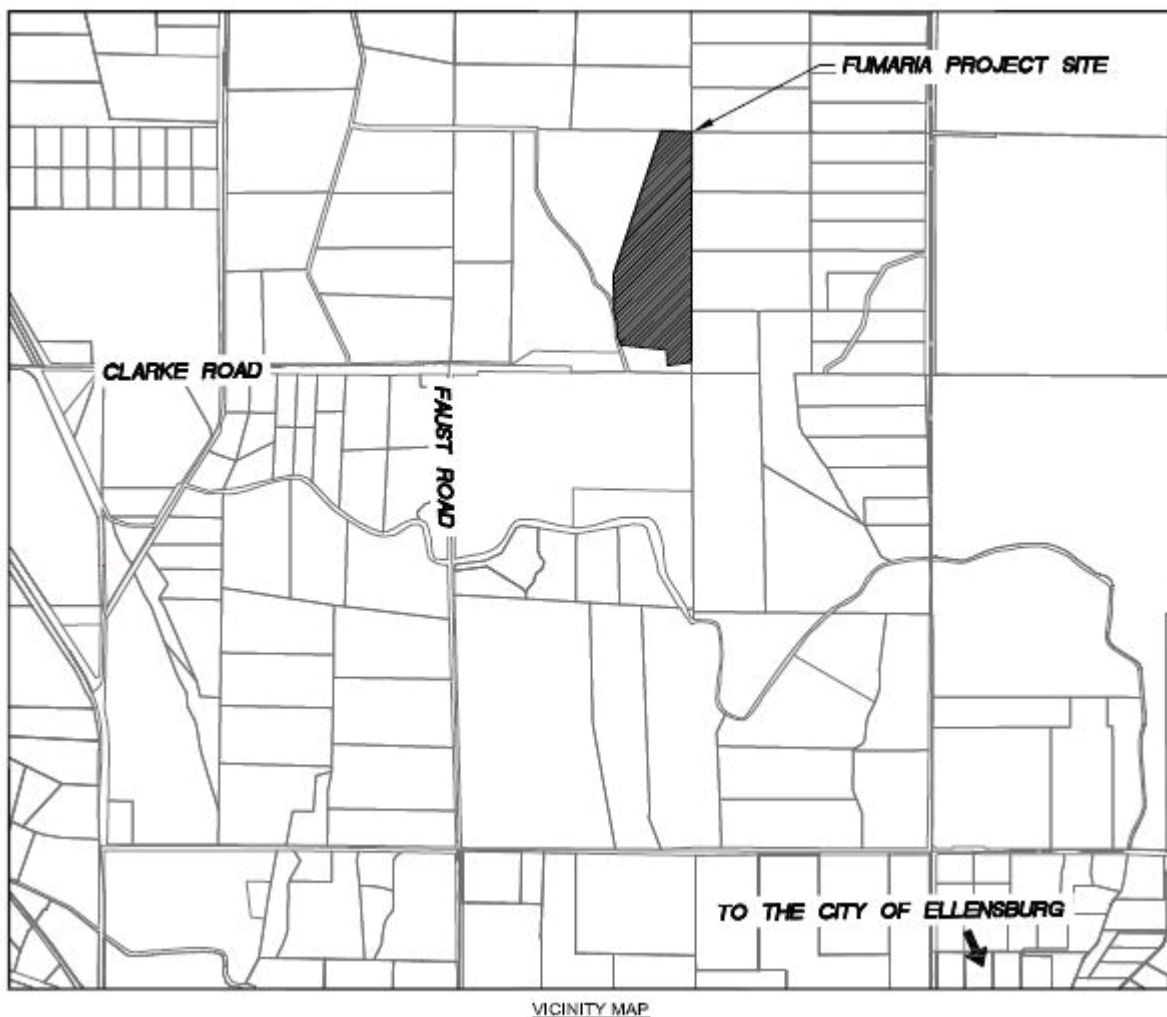 FUMARIA PROJECT SITE
CLARKE ROAD
FAUST ROAD
TO THE CITY OF ELLENSBURG
VICINITY MAP